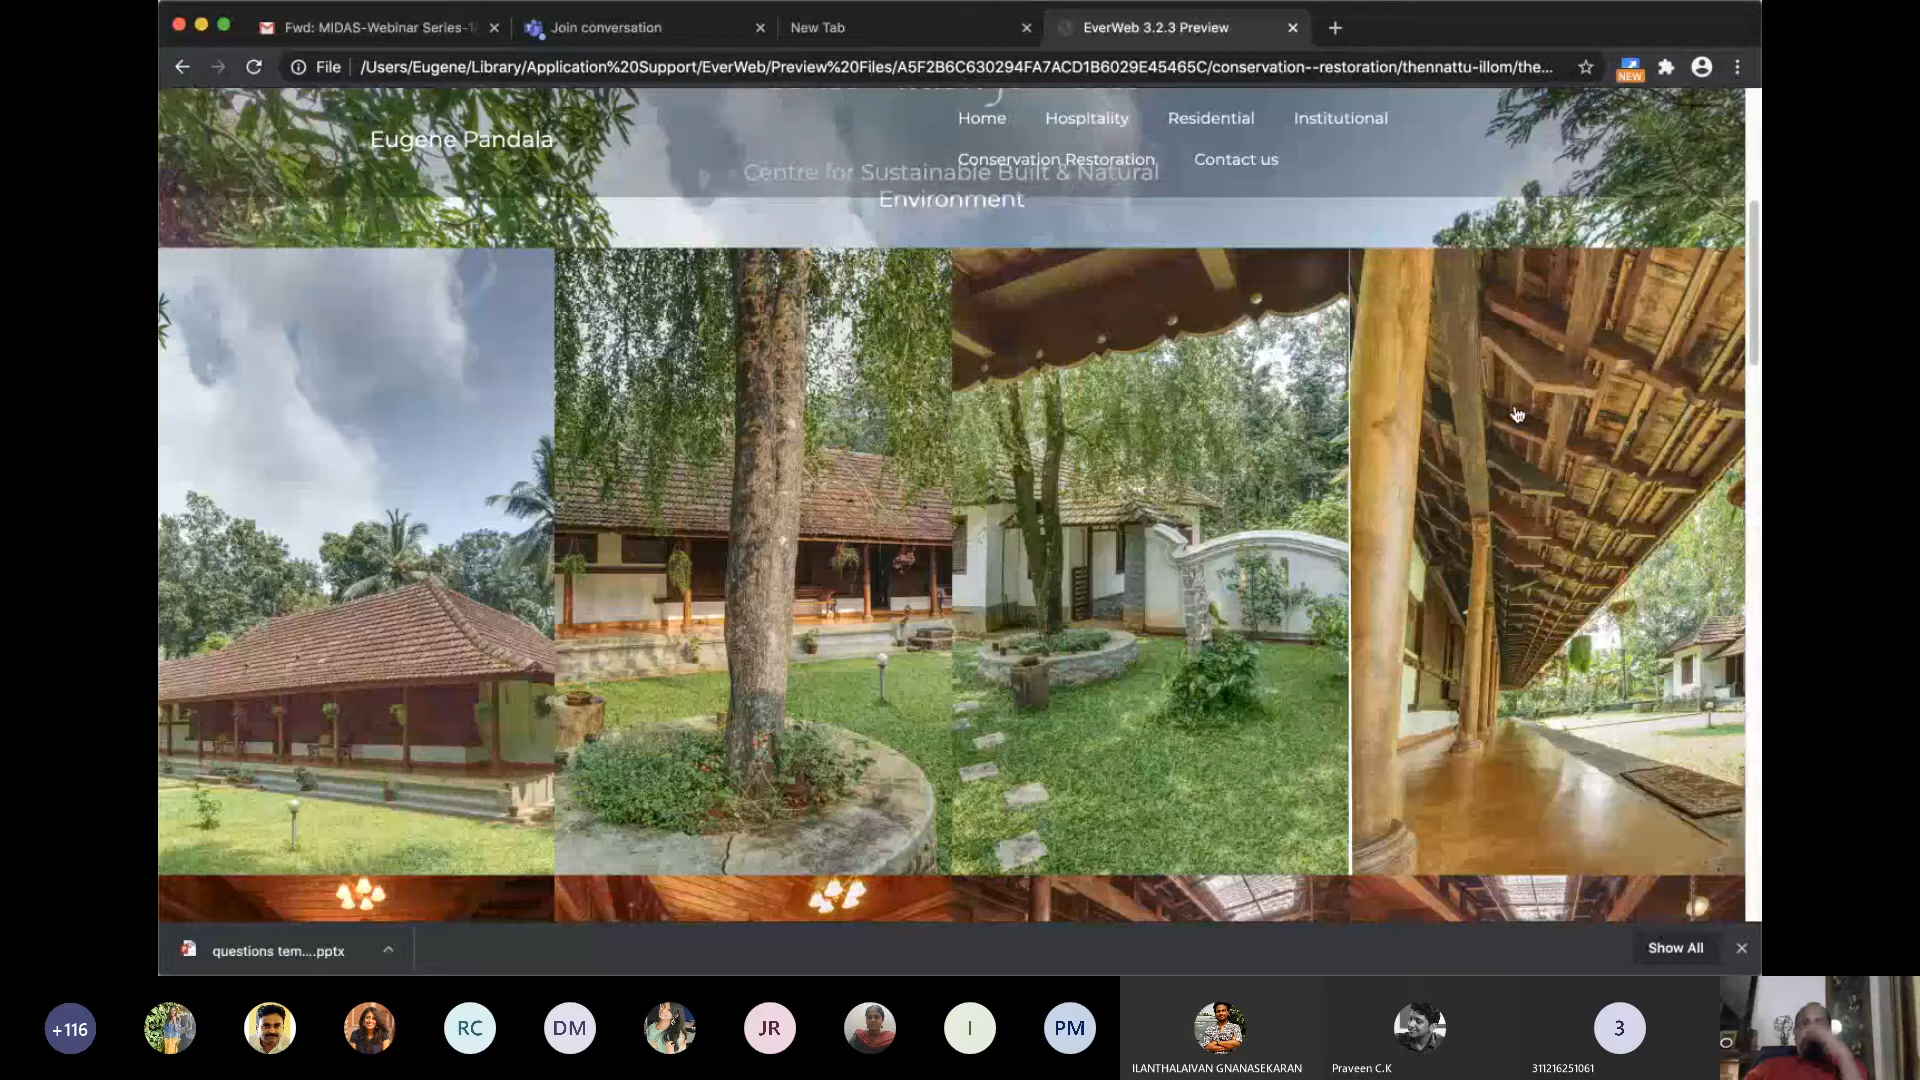 Fwd: MIDAS-Webinar Series-1
Join conversation
New Tab
EverWeb 3.2.3 Preview
File
/Users/Eugene/Library/Application%20Support/EverWeb/Preview%20Files/A5F2B6C630294FA7ACD1B6029E45465C/conservation--restoration/thennattu-illom/the...
NEW
Eugene Pandala
Home Hospitality Residential Institutional
Conservation Restoration Contact us
Centre for Sustainable Built & Natural
Environment
questions tem....pptx
Show All
+116
RC
DM
JR
I
PM
3
ILANTHALAIVAN GNANASEKARAN
Praveen C.K
311216251061